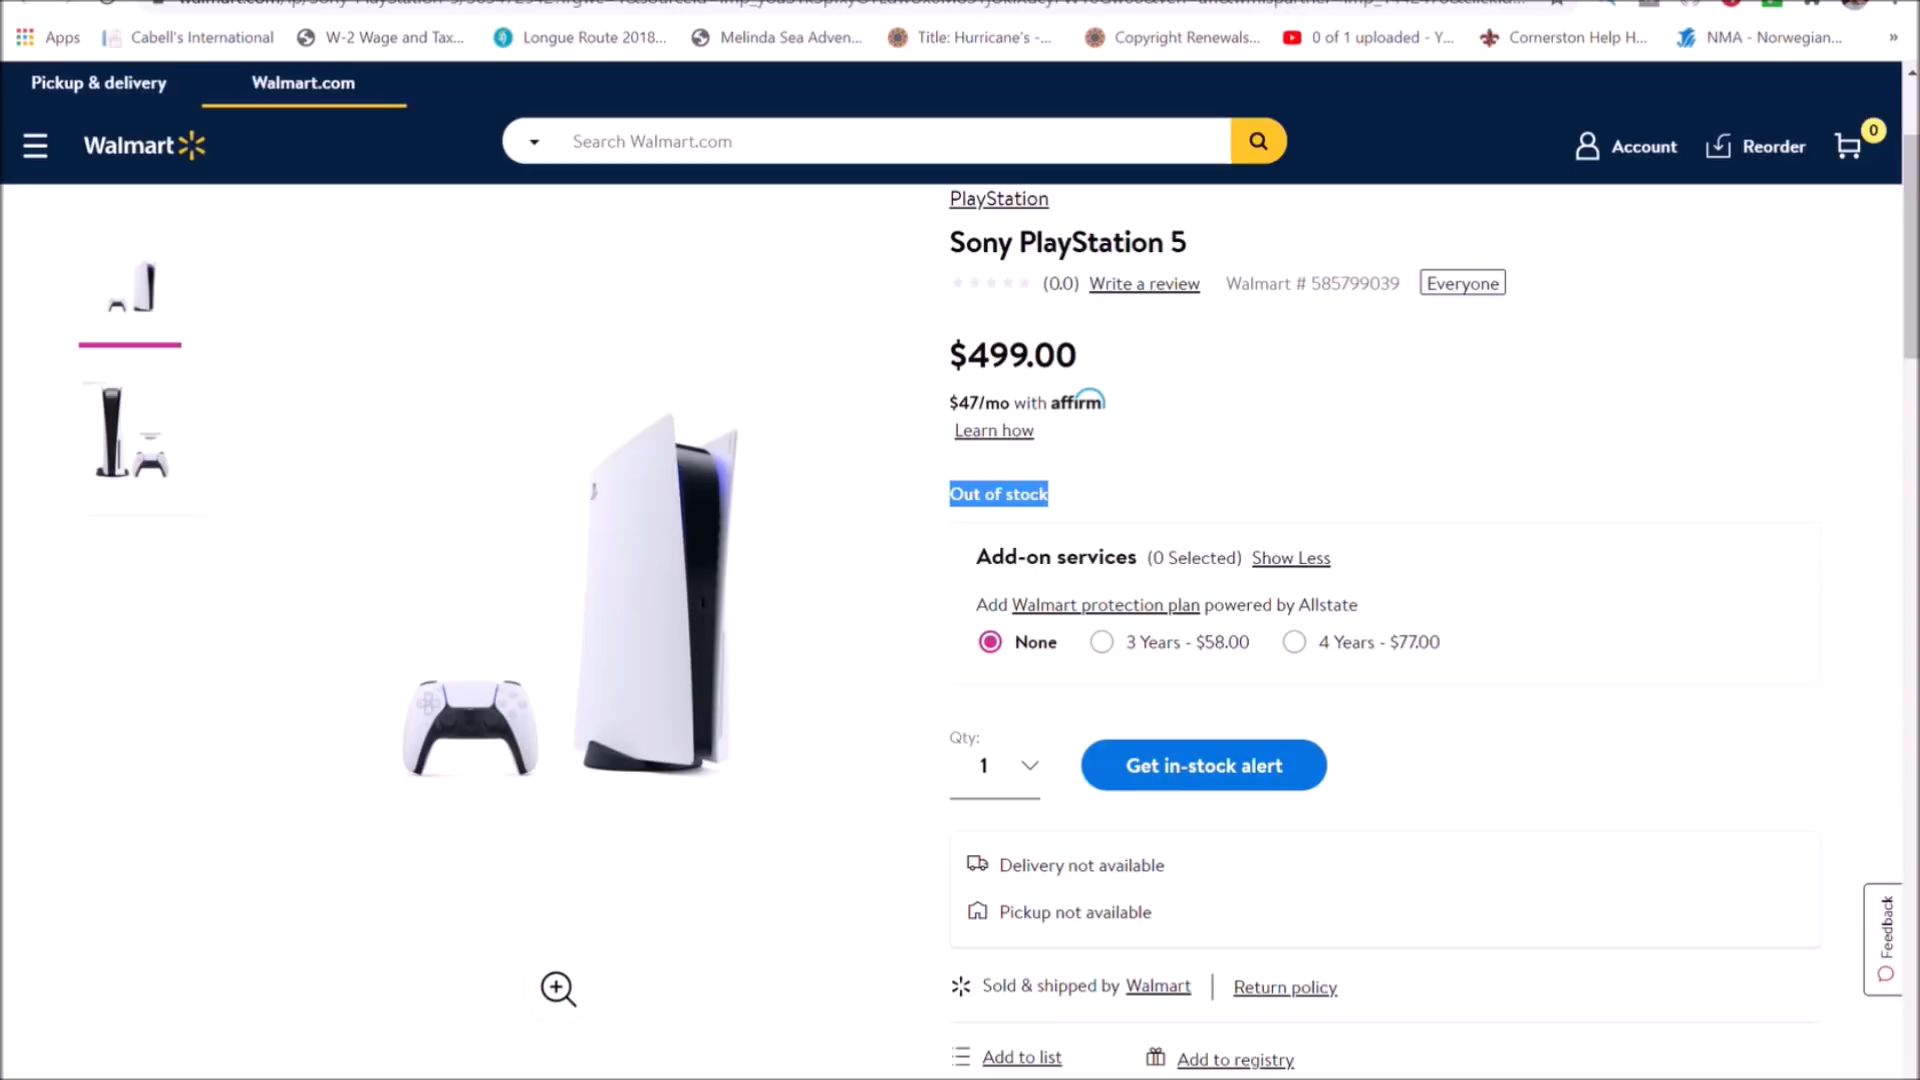 Apps
Cabell's International
W-2 Wage and Tax...
Longue Route 2018...
Melinda Sea Adven...
Title: Hurricane's -...
Copyright Renewals...
0 of 1 uploaded - Y...
Cornerston Help H...
NMA - Norwegian...
»
Pickup & delivery
Walmart.com
Walmart
Search Walmart.com
Account
Reorder
0
PlayStation
Sony PlayStation 5
(0.0) Write a review Walmart # 585799039 Everyone
$499.00
$47/mo with affirm
Learn how
Out of stock
Add-on services (0 Selected) Show Less
Add Walmart protection plan powered by Allstate
None 3 Years - $58.00 4 Years - $77.00
Qty:
1
Get in-stock alert
Delivery not available
Pickup not available
Feedback
Sold & shipped by Walmart | Return policy
Add to list
Add to registry